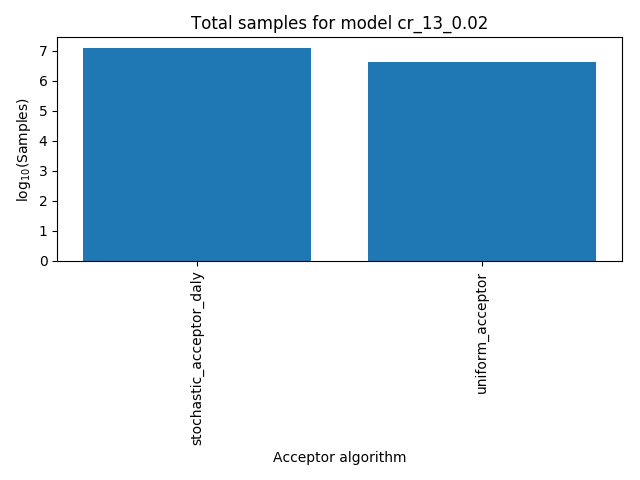 Total samples for model cr_13_0.02
log10(Samples)
7
6
5
4
3
2
1
0
stochastic_acceptor_daly
uniform_acceptor
Acceptor algorithm